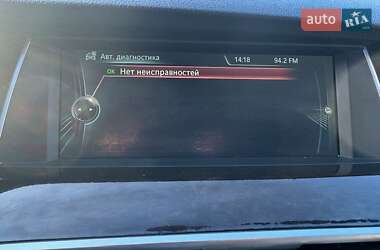 auto RIA
Авт. диагностика 14:18 94.2 FM
OK Нет неисправностей